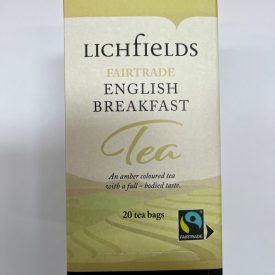 LICHfIELDS
FAIRTRADE
ENGLISH
BREAKFAST
Tea
An amber coloured tea
with a full - bodied taste.
20 tea bags
FAIRTRADE